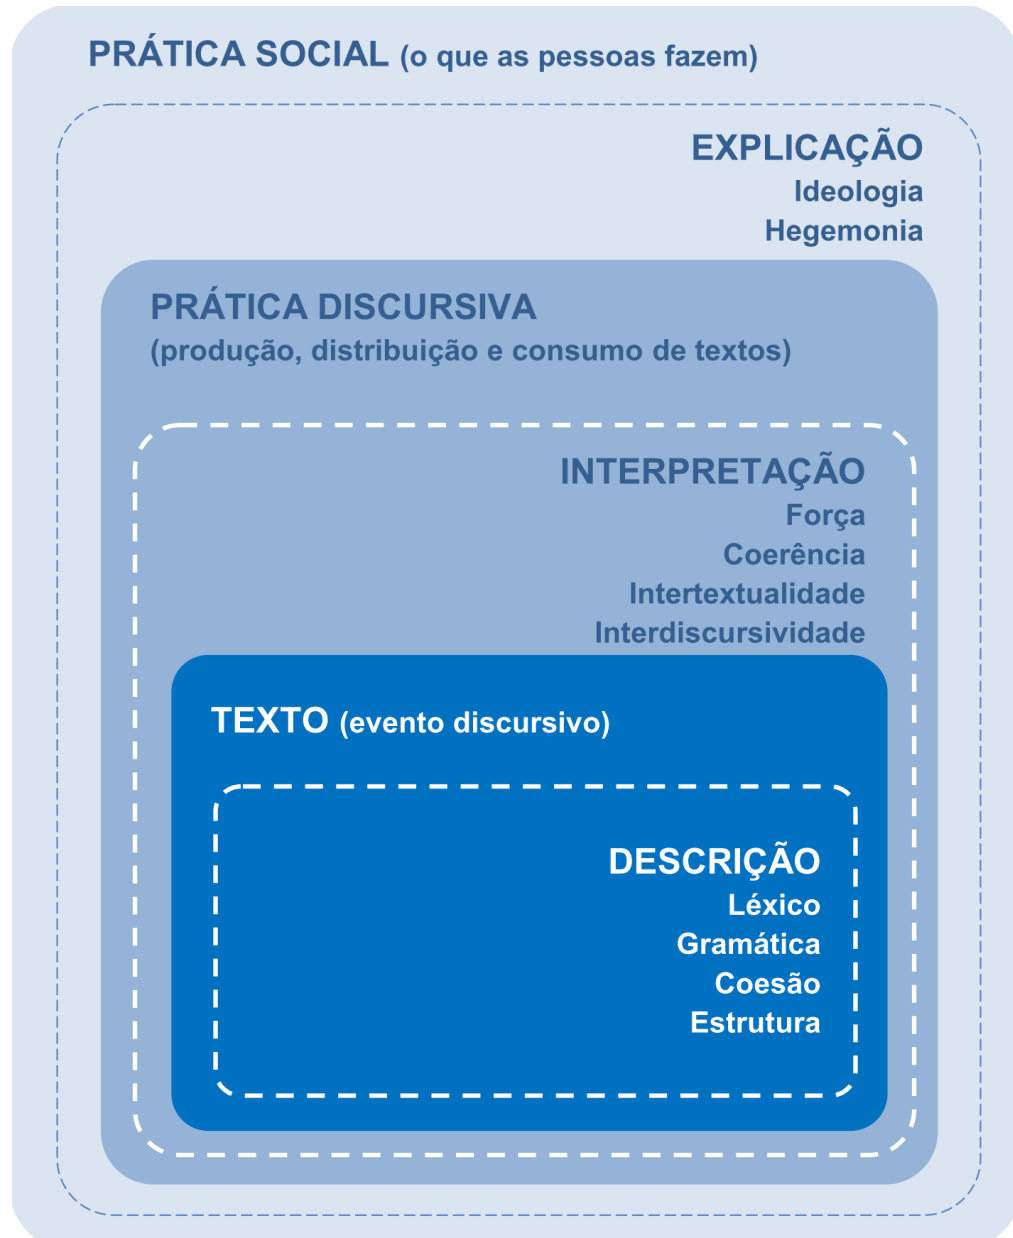 PRÁTICA SOCIAL (o que as pessoas fazem)
EXPLICAÇÃO
Ideologia
Hegemonia
PRÁTICA DISCURSIVA
(produção, distribuição e consumo de textos)
INTERPRETAÇÃO
Força
Coerência
Intertextualidade
Interdiscursividade
TEXTO (evento discursivo)
DESCRIÇÃO
Léxico
Gramática
Coesão
Estrutura